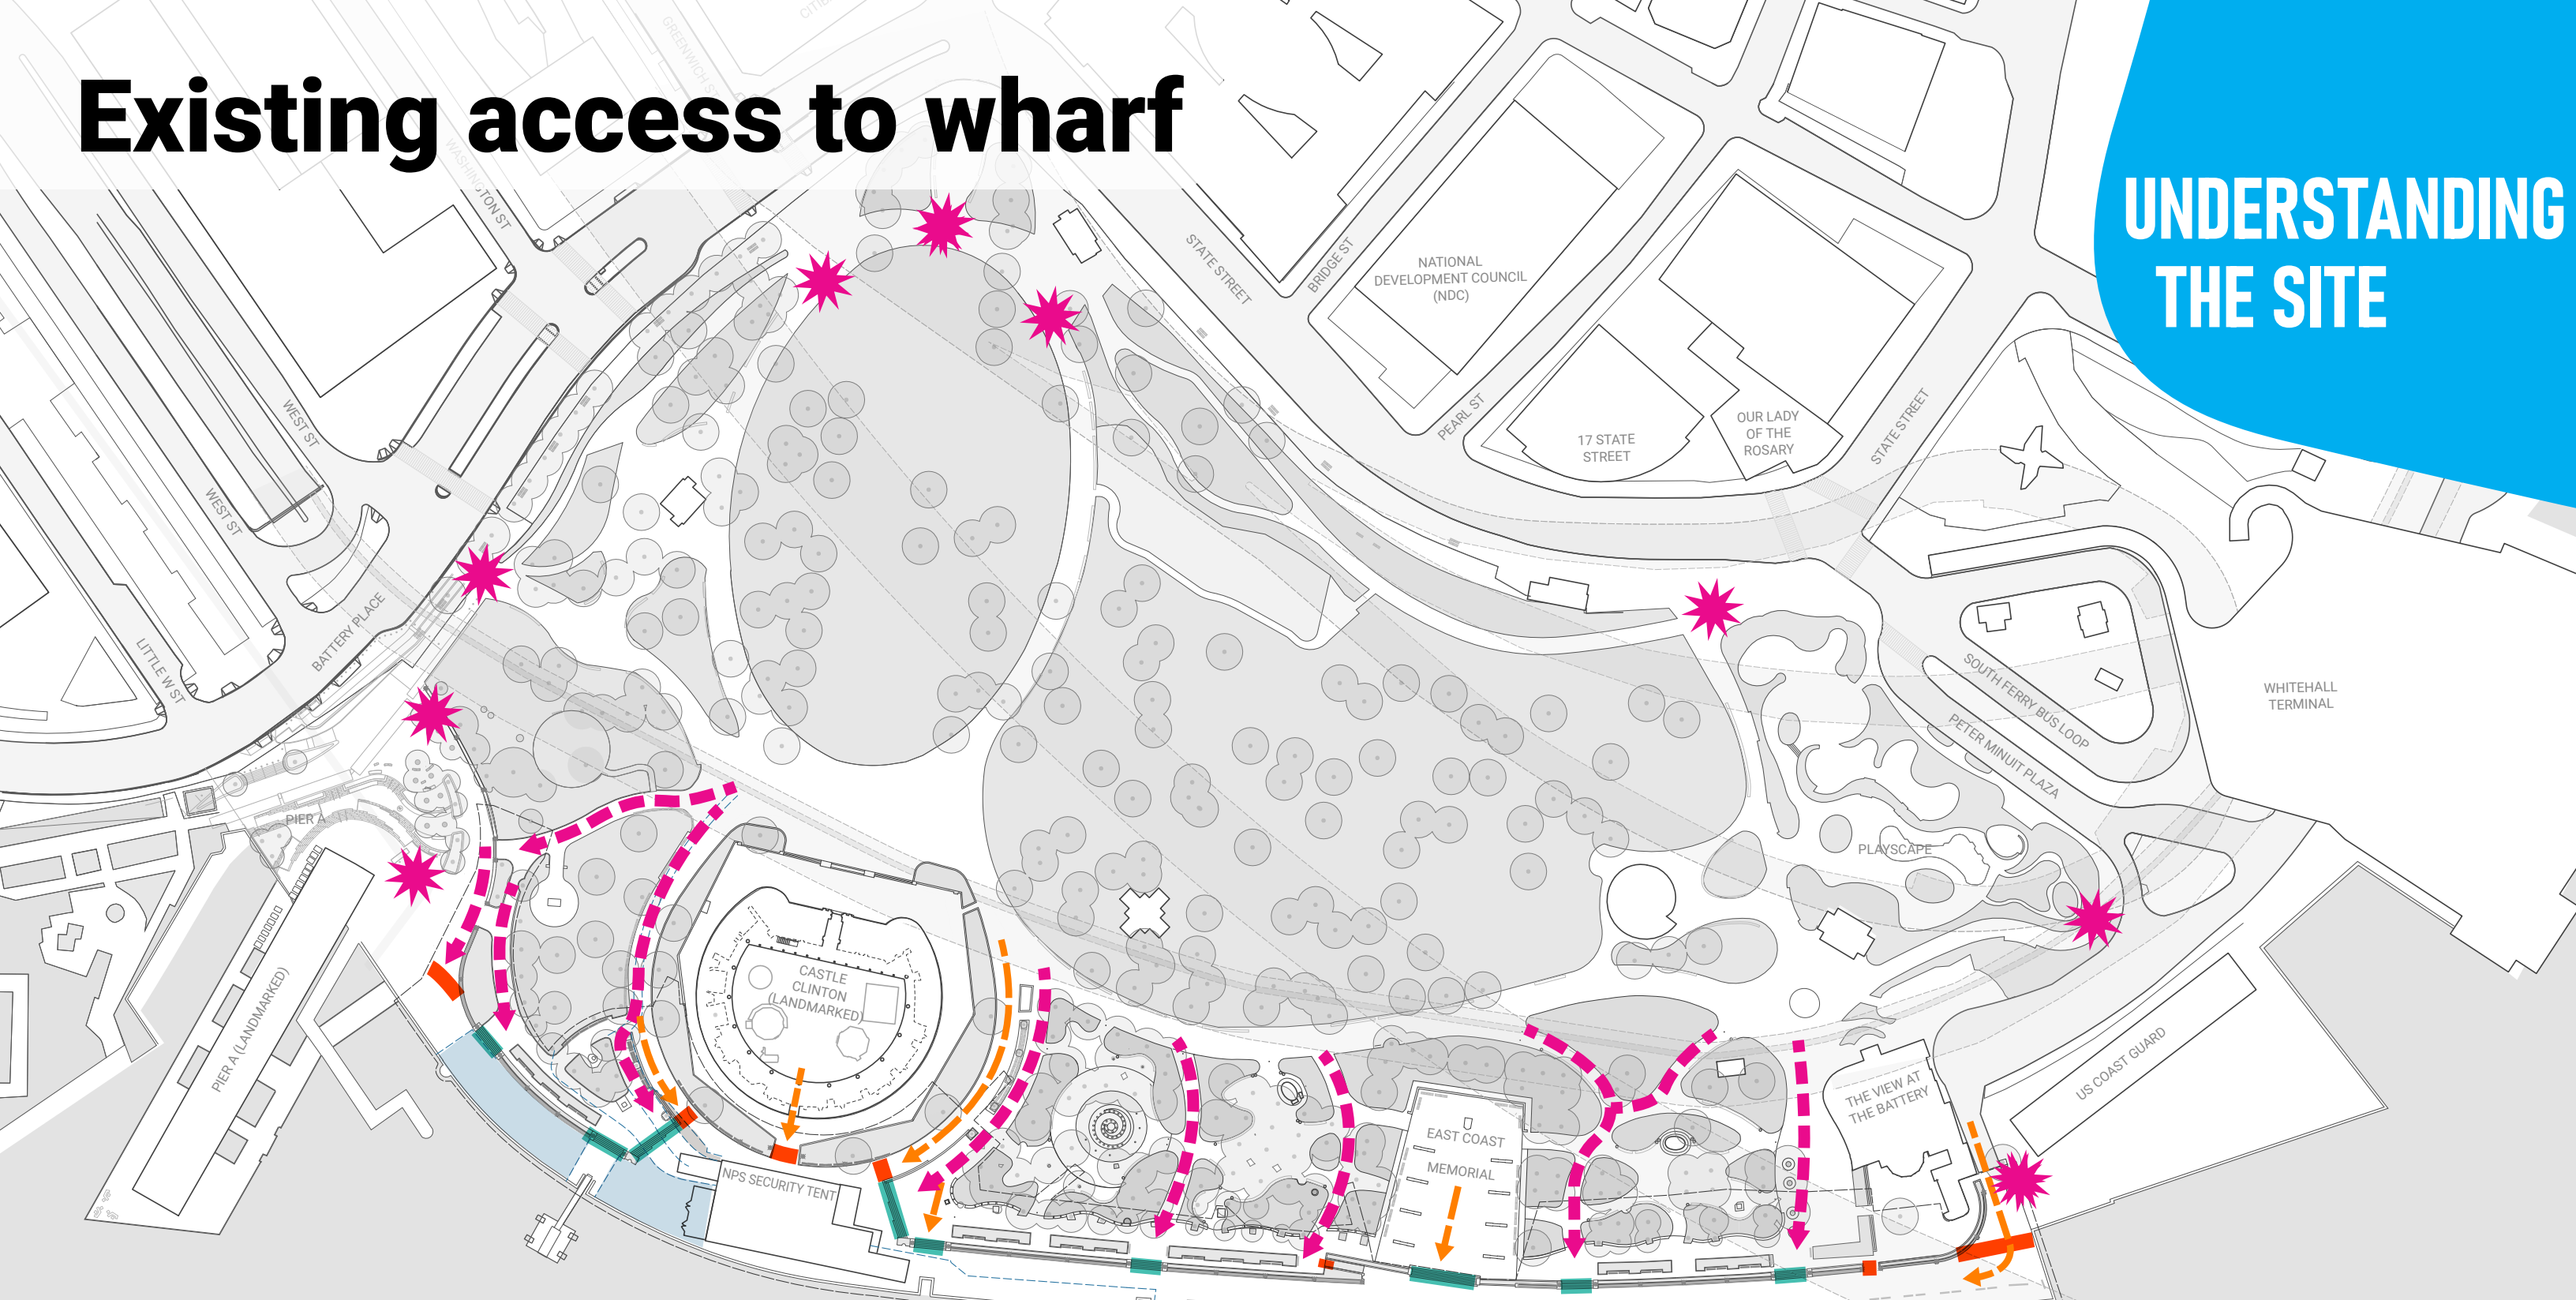 Existing access to wharf
UNDERSTANDING
THE SITE
GREENWICH ST
WASHINGTON ST
WEST ST
WEST ST
LITTLE W ST
BATTERY PLACE
STATE STREET
BRIDGE ST
NATIONAL
DEVELOPMENT COUNCIL
(NDC)
PEARL ST
17 STATE
STREET
OUR LADY
OF THE
ROSARY
STATE STREET
SOUTH FERRY BUS LOOP
PETER MINUIT PLAZA
WHITEHALL
TERMINAL
PLAYSCAPE
PIER A
PIER A (LANDMARKED)
CASTLE
CLINTON
(LANDMARKED)
NPS SECURITY TENT
EAST COAST
MEMORIAL
THE VIEW AT
THE BATTERY
US COAST GUARD